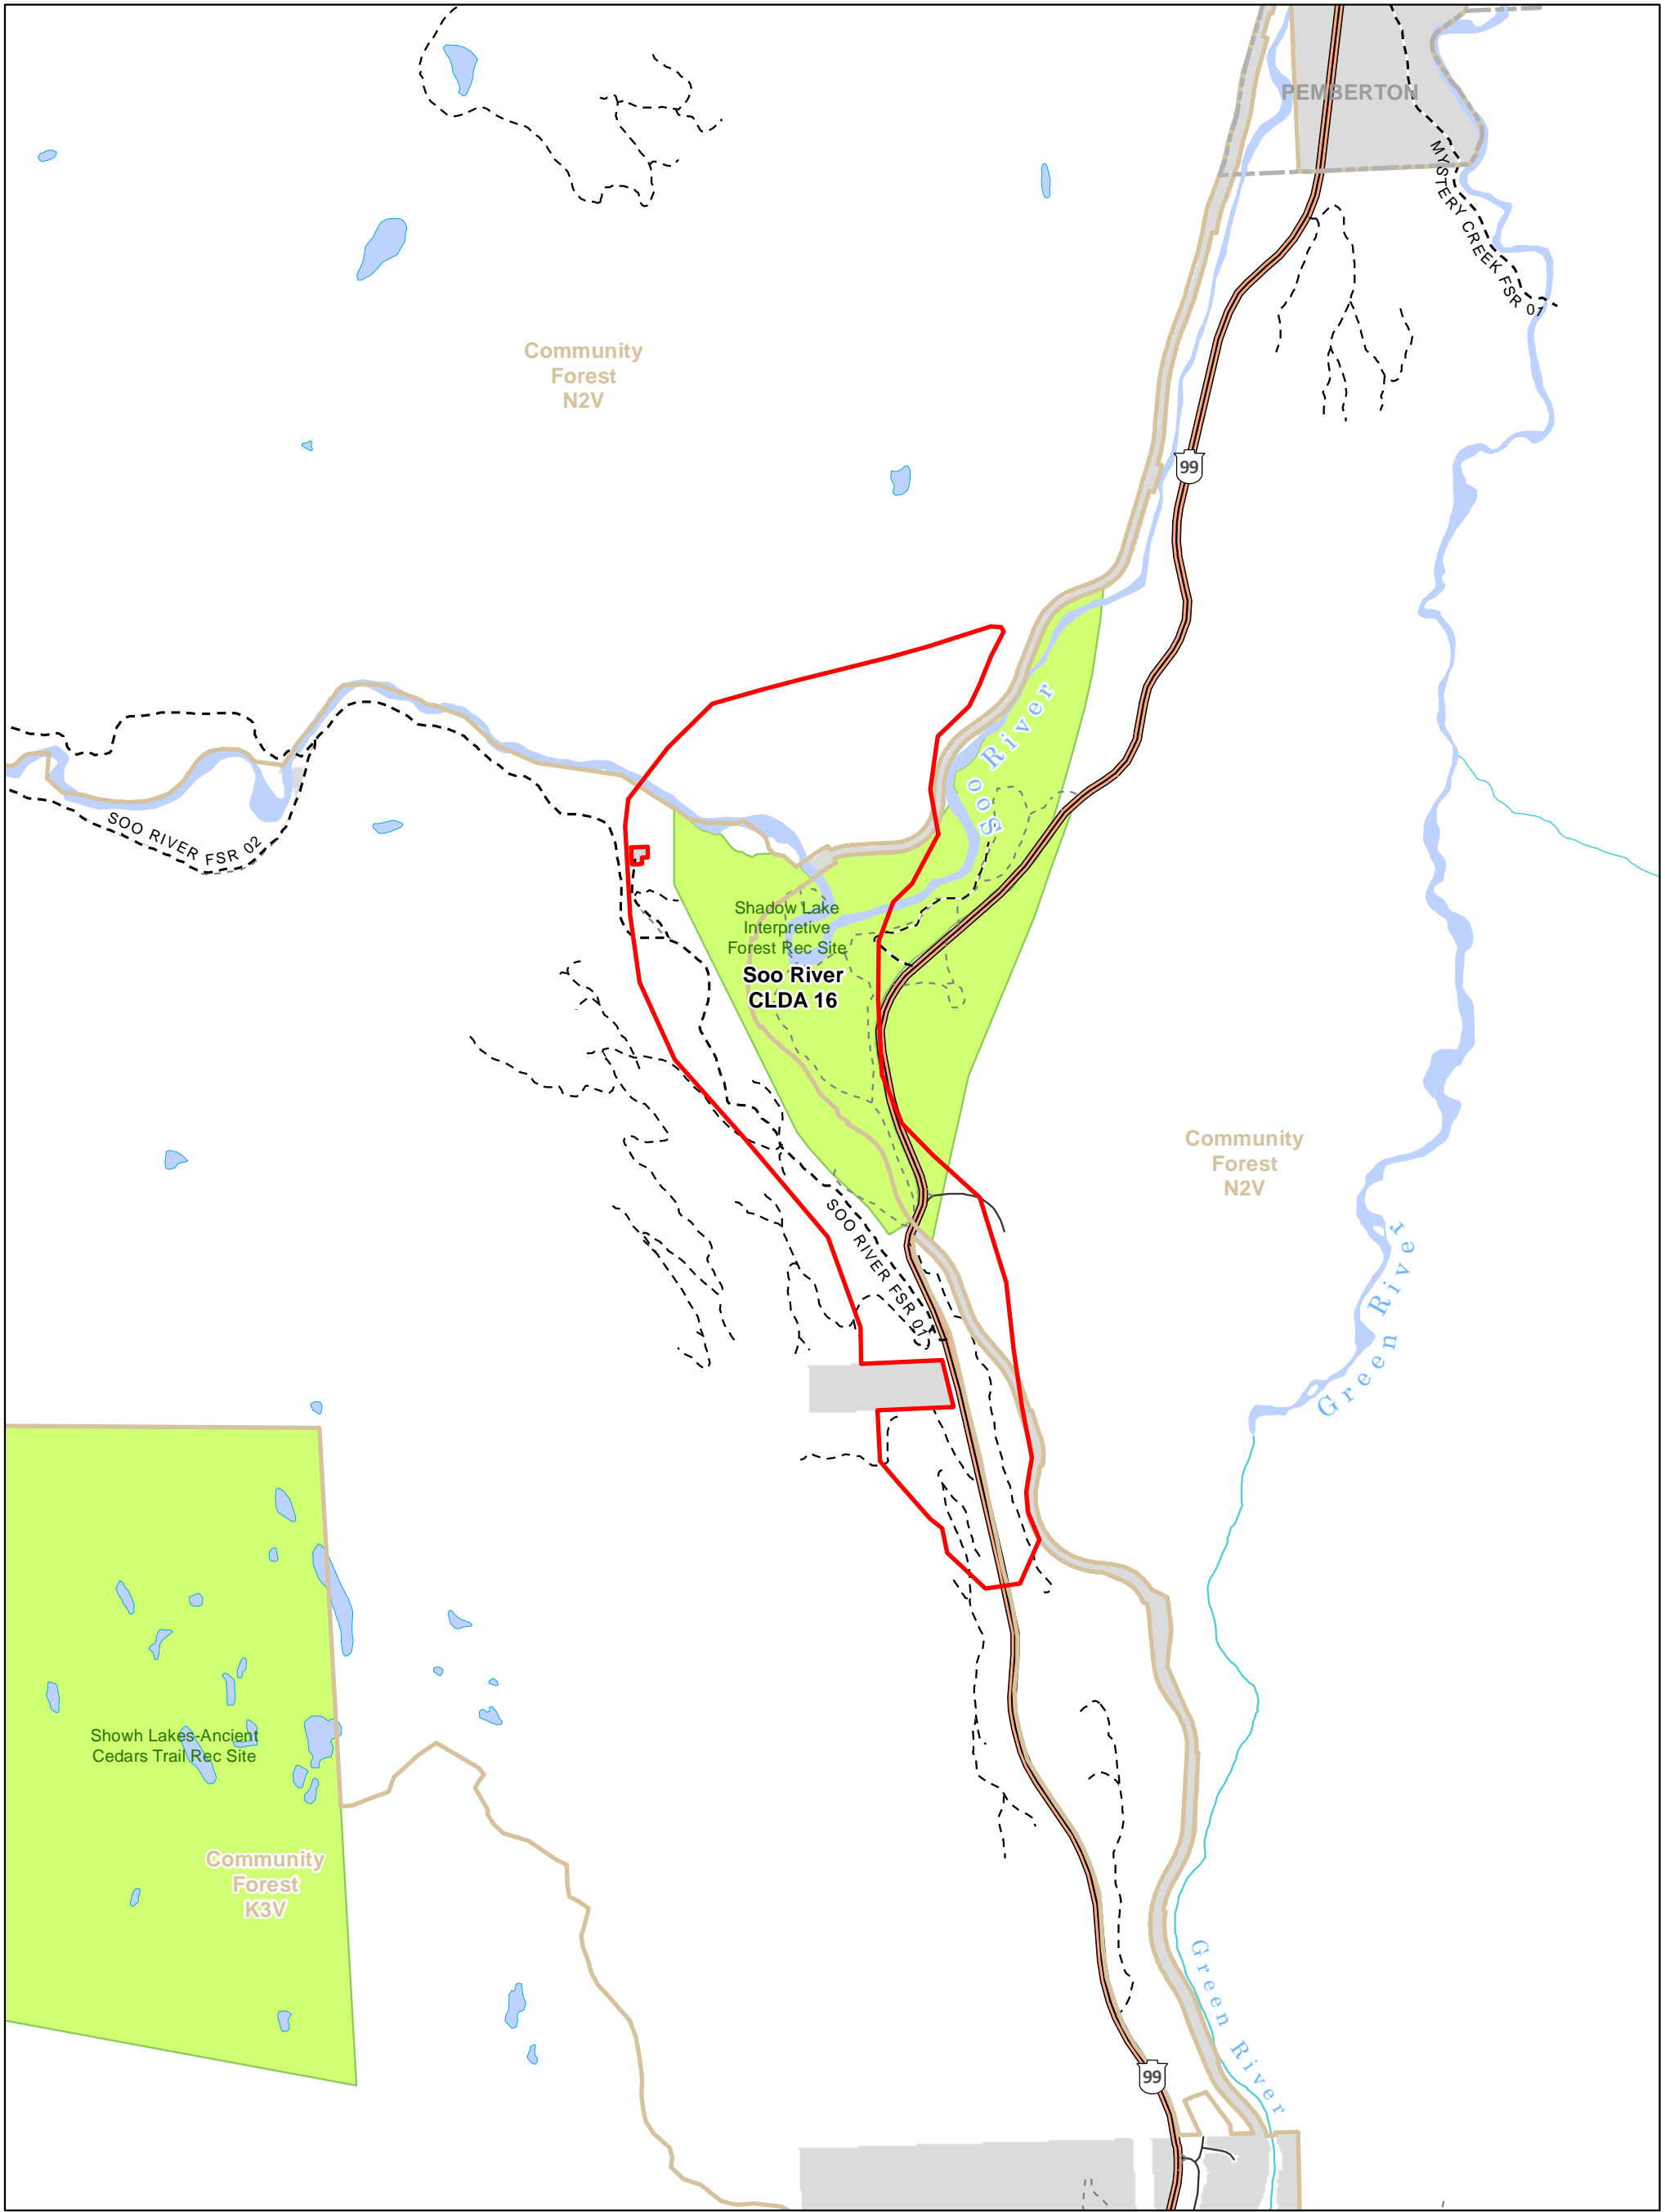 PEMBERTON
MYSTERY CREEK FSR 01
Community
Forest
N2V
99
Soo River
SOO RIVER FSR 02
Shadow Lake
Interpretive
Forest Rec Site
Soo River
CLDA 16
Community
Forest
N2V
SOO RIVER FSR 01
Green River
Showh Lakes-Ancient
Cedars Trail Rec Site
Community
Forest
K3V
Green River
99